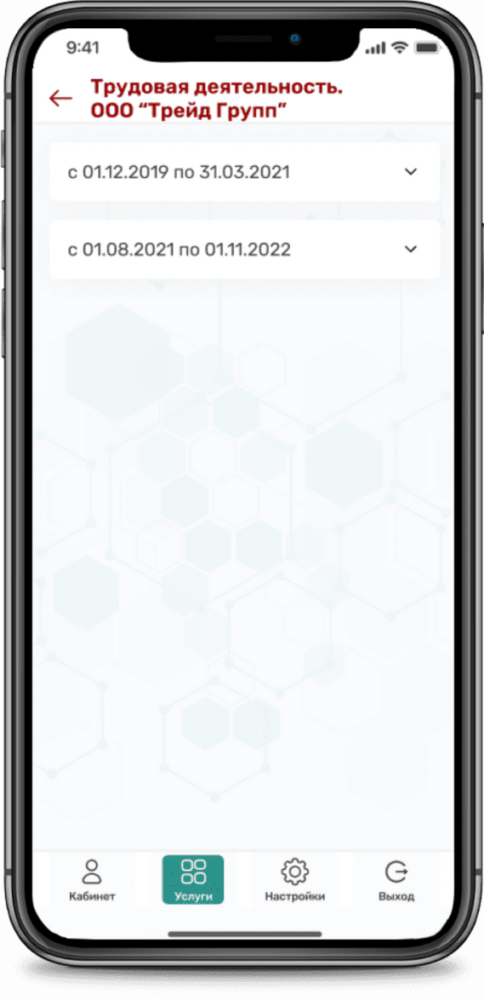 9:41
Трудовая деятельность.
ООО “Трейд Групп”
с 01.12.2019 по 31.03.2021
с 01.08.2021 по 01.11.2022
Кабинет
Услуги
Настройки
Выход